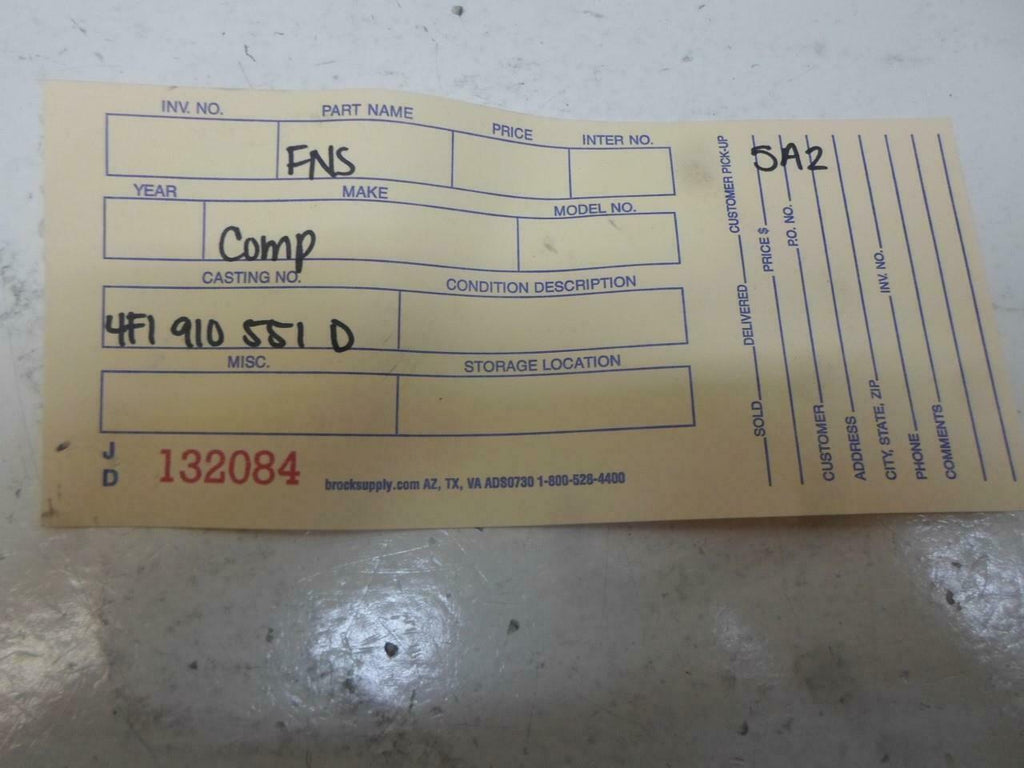 INV. NO. PART NAME PRICE INTER NO.
FNS
YEAR MAKE MODEL NO.
Comp
CASTING NO. CONDITION DESCRIPTION
4F1 910 551 D
MISC. STORAGE LOCATION
J
D
132084
brocksupply.com AZ, TX, VA ADS0730 1-800-528-4400
5A2
SOLD DELIVERED CUSTOMER PICK-UP
PRICE $
P.O. NO.
CUSTOMER
ADDRESS
CITY, STATE, ZIP INV. NO.
PHONE
COMMENTS